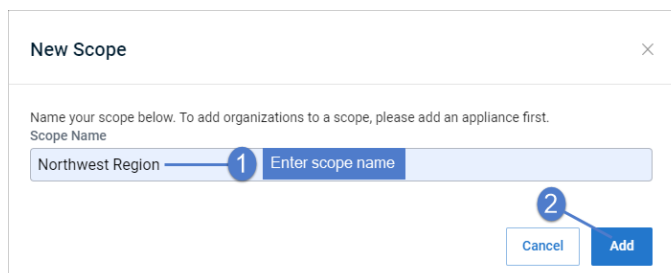 New Scope
Name your scope below. To add organizations to a scope, please add an appliance first.
Scope Name
Northwest Region 1 Enter scope name
2
Cancel Add